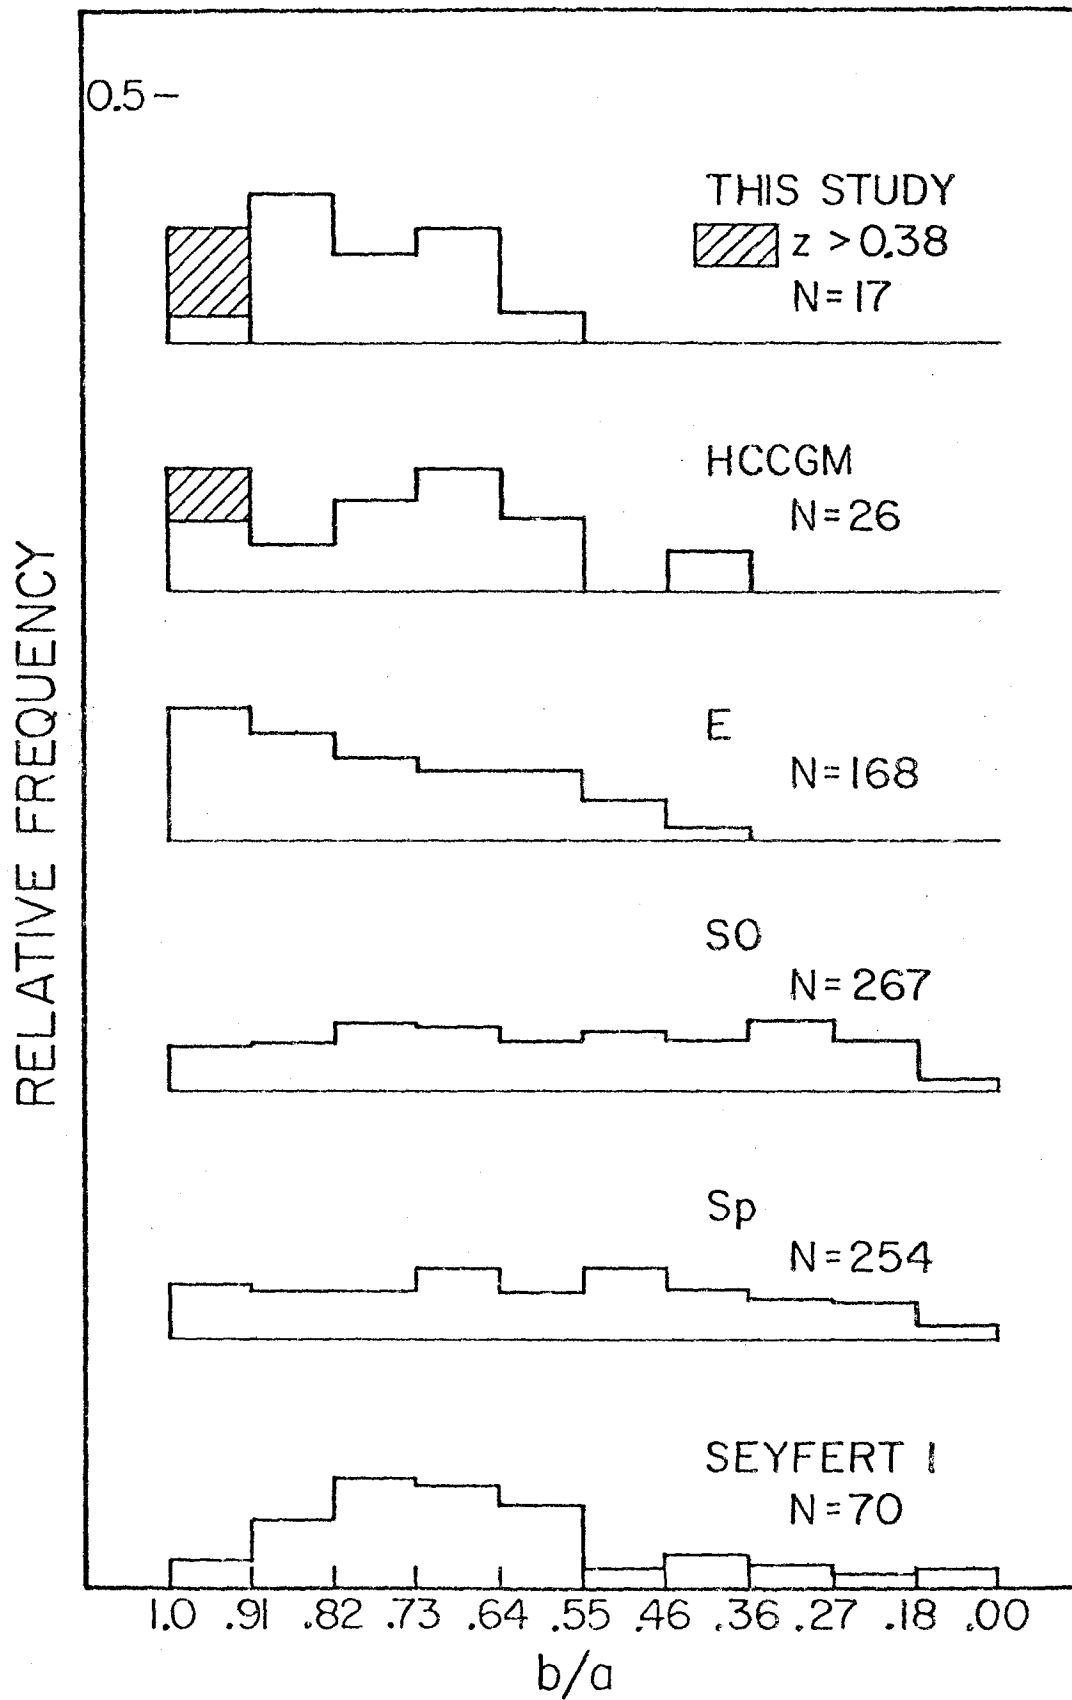 0.5
THIS STUDY
z > 0.38
N = 17
HCCGM
N = 26
E
N = 168
SO
N = 267
Sp
N = 254
SEYFERT I
N = 70
1.0 .91 .82 .73 .64 .55 .46 .36 .27 .18 .00
b/a
RELATIVE FREQUENCY